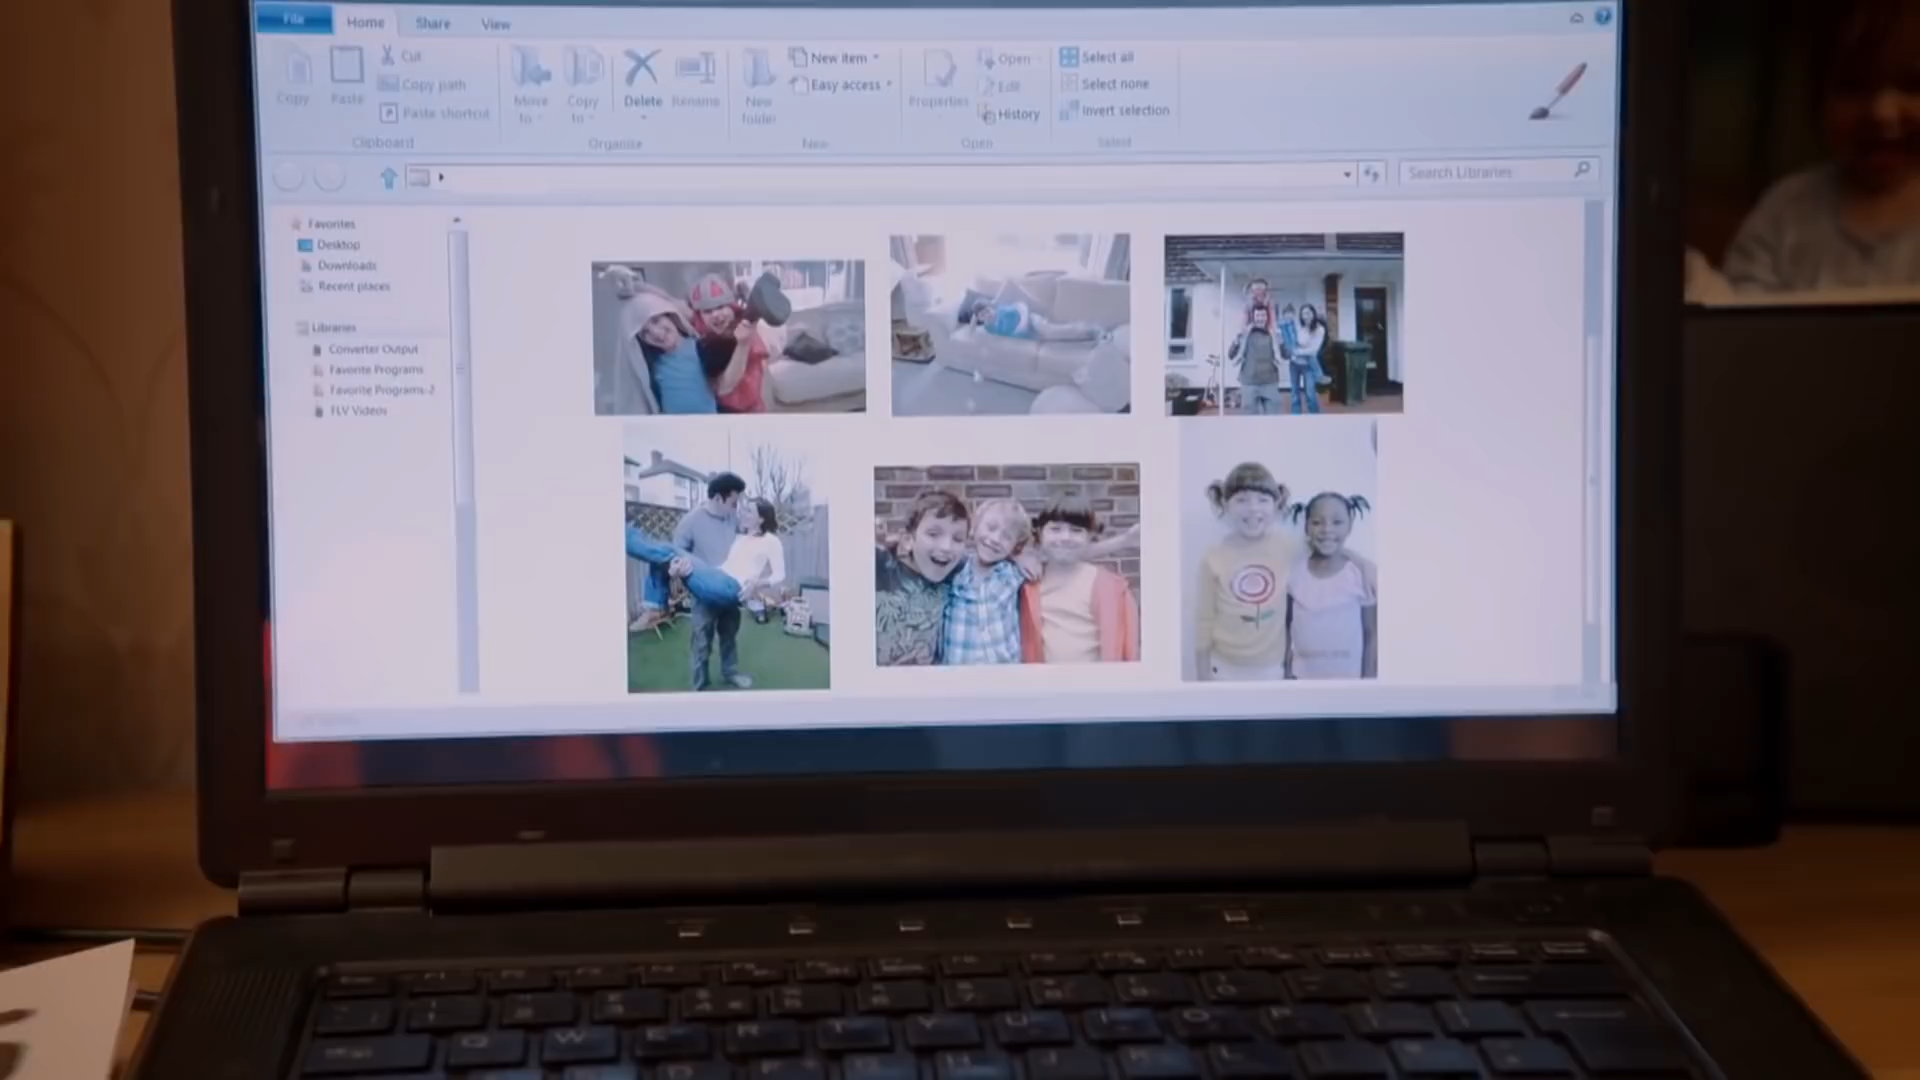 File Home Share View
Copy Paste Cut
Copy path
Paste shortcut
Clipboard
Move to Copy to Delete Rename
Organise
New folder New item
Easy access
New
Properties Open
Edit
History
Open
Select all
Select none
Invert selection
Select
Search Libraries
Favorites
Desktop
Downloads
Recent places
Libraries
Converter Output
Favorite Programs
Favorite Programs-2
FLV Videos